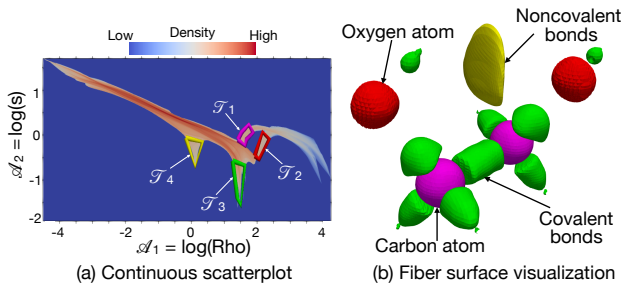 Low Density High
1
0
-1
-2
-4 -2 0 2 4
𝒜₂ = log(s)
𝒜₁ = log(Rho)
𝒯₁
𝒯₂
𝒯₃
𝒯₄
(a) Continuous scatterplot
Oxygen atom
Noncovalent
bonds
Covalent
bonds
Carbon atom
(b) Fiber surface visualization